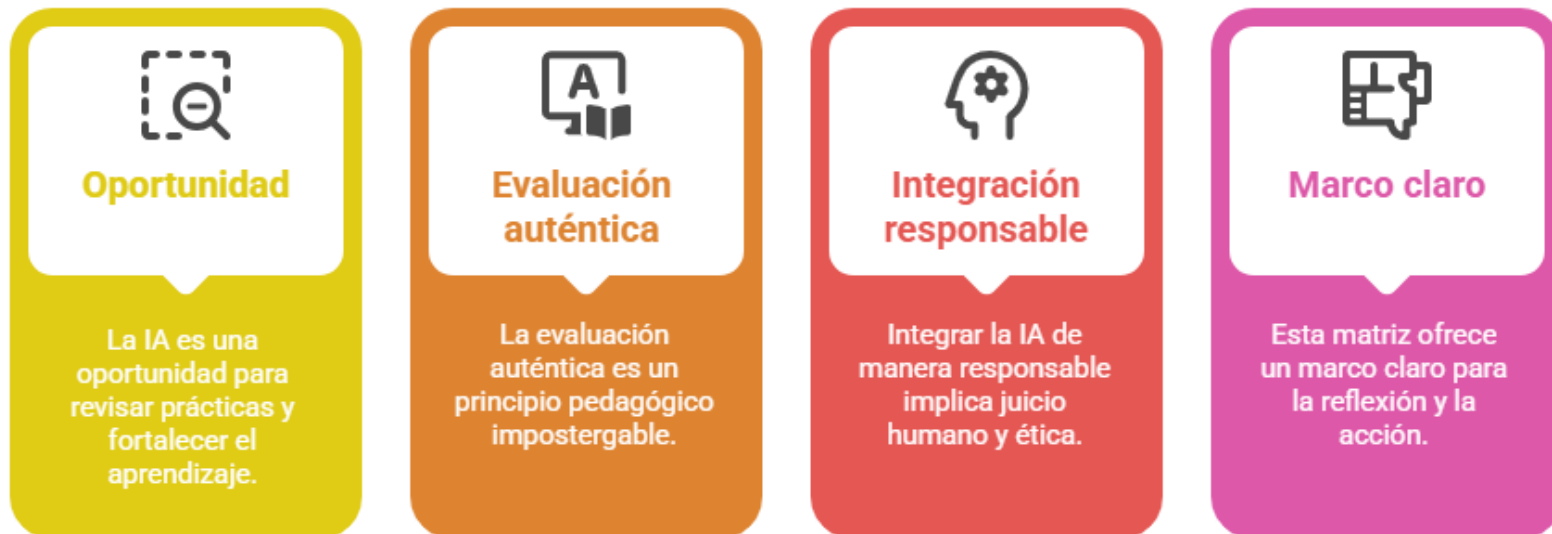 Oportunidad
La IA es una
oportunidad para
revisar prácticas y
fortalecer el
aprendizaje.
Evaluación
auténtica
La evaluación
auténtica es un
principio pedagógico
impostergable.
Integración
responsable
Integrar la IA de
manera responsable
implica juicio
humano y ética.
Marco claro
Esta matriz ofrece
un marco claro para
la reflexión y la
acción.